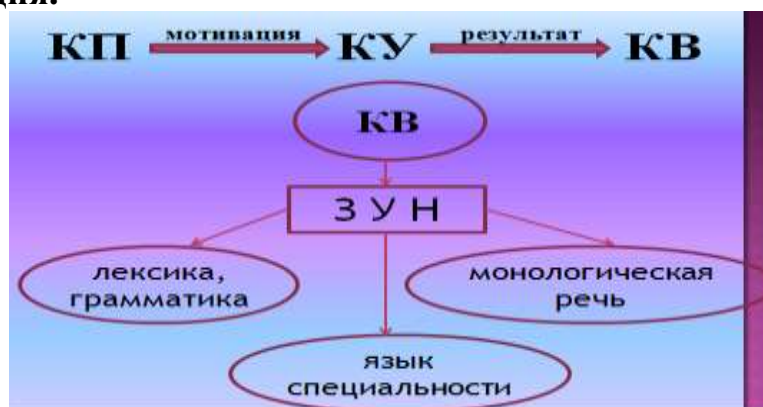 КП мотивация КУ результат КВ
КВ
З У Н
лексика,
грамматика
монологическая
речь
язык
специальности